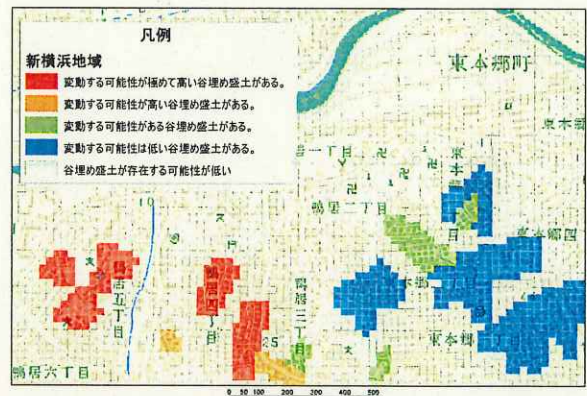 凡例
新横浜地域
変動する可能性が極めて高い谷埋め盛土がある。
変動する可能性が高い谷埋め盛土がある。
変動する可能性がある谷埋め盛土がある。
変動する可能性は低い谷埋め盛土がある。
谷埋め盛土が存在する可能性が低い
東本郷町
東本郷
居一丁目
鴨居二丁目
東本郷四
10
鴨居五丁目
鴨居四丁目
鴨居三丁目
東本郷
25
鴨居六丁目
0 50 100 200 300 400 500